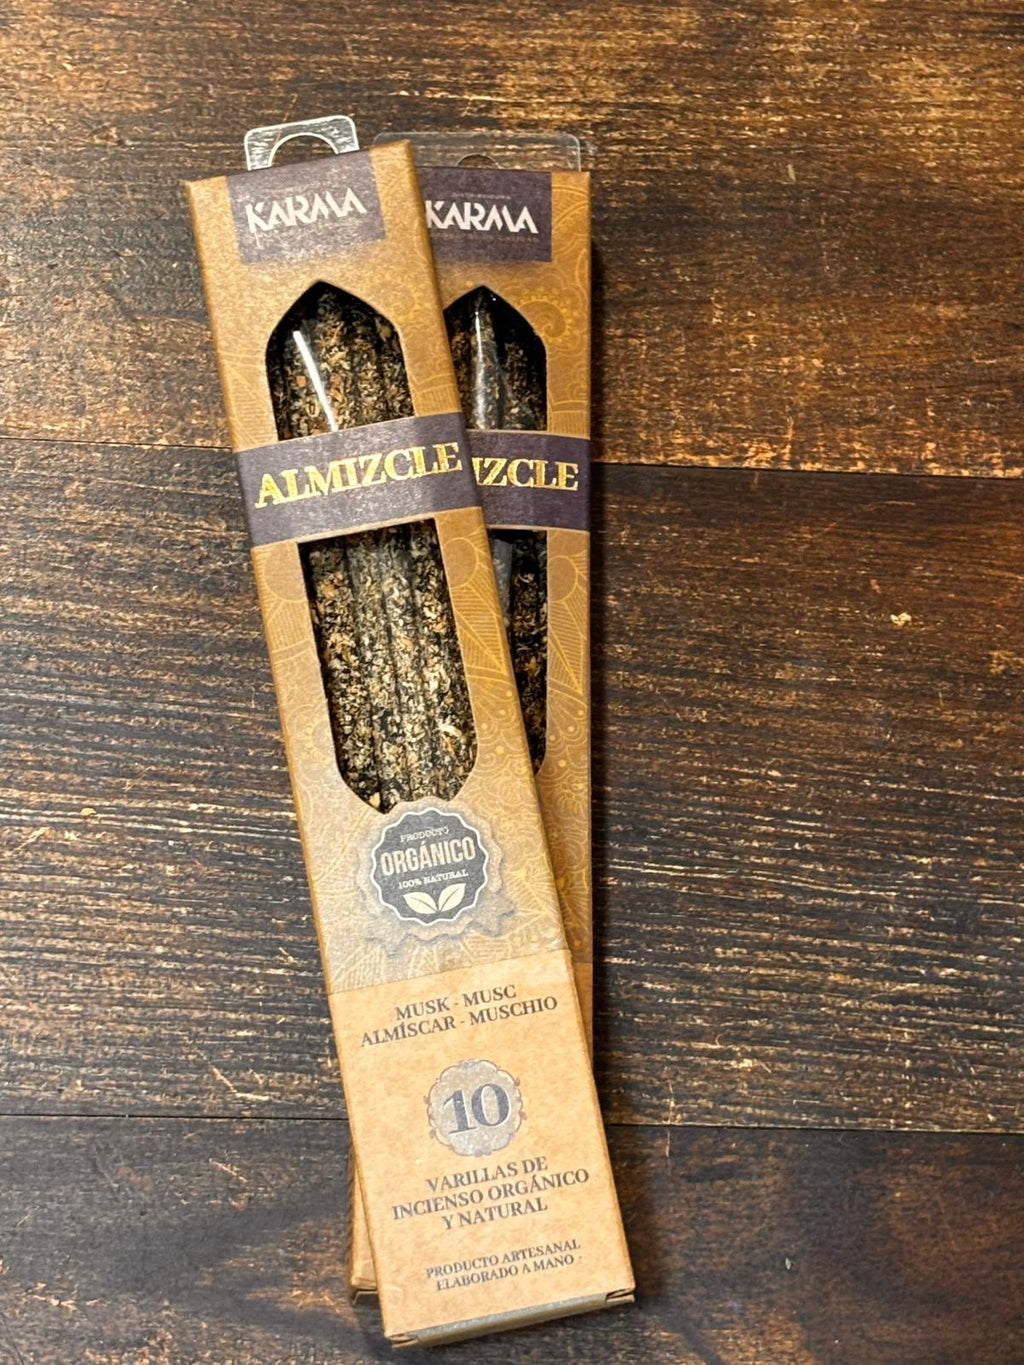 KARMA
ALMIZCLE
PRODUCTO
ORGÁNICO
100% NATURAL
MUSK - MUSC
ALMÍSCAR - MUSCHIO
10
VARILLAS DE
INCIENSO ORGÁNICO
Y NATURAL
PRODUCTO ARTESANAL
ELABORADO A MANO
KARMA
IZCLE